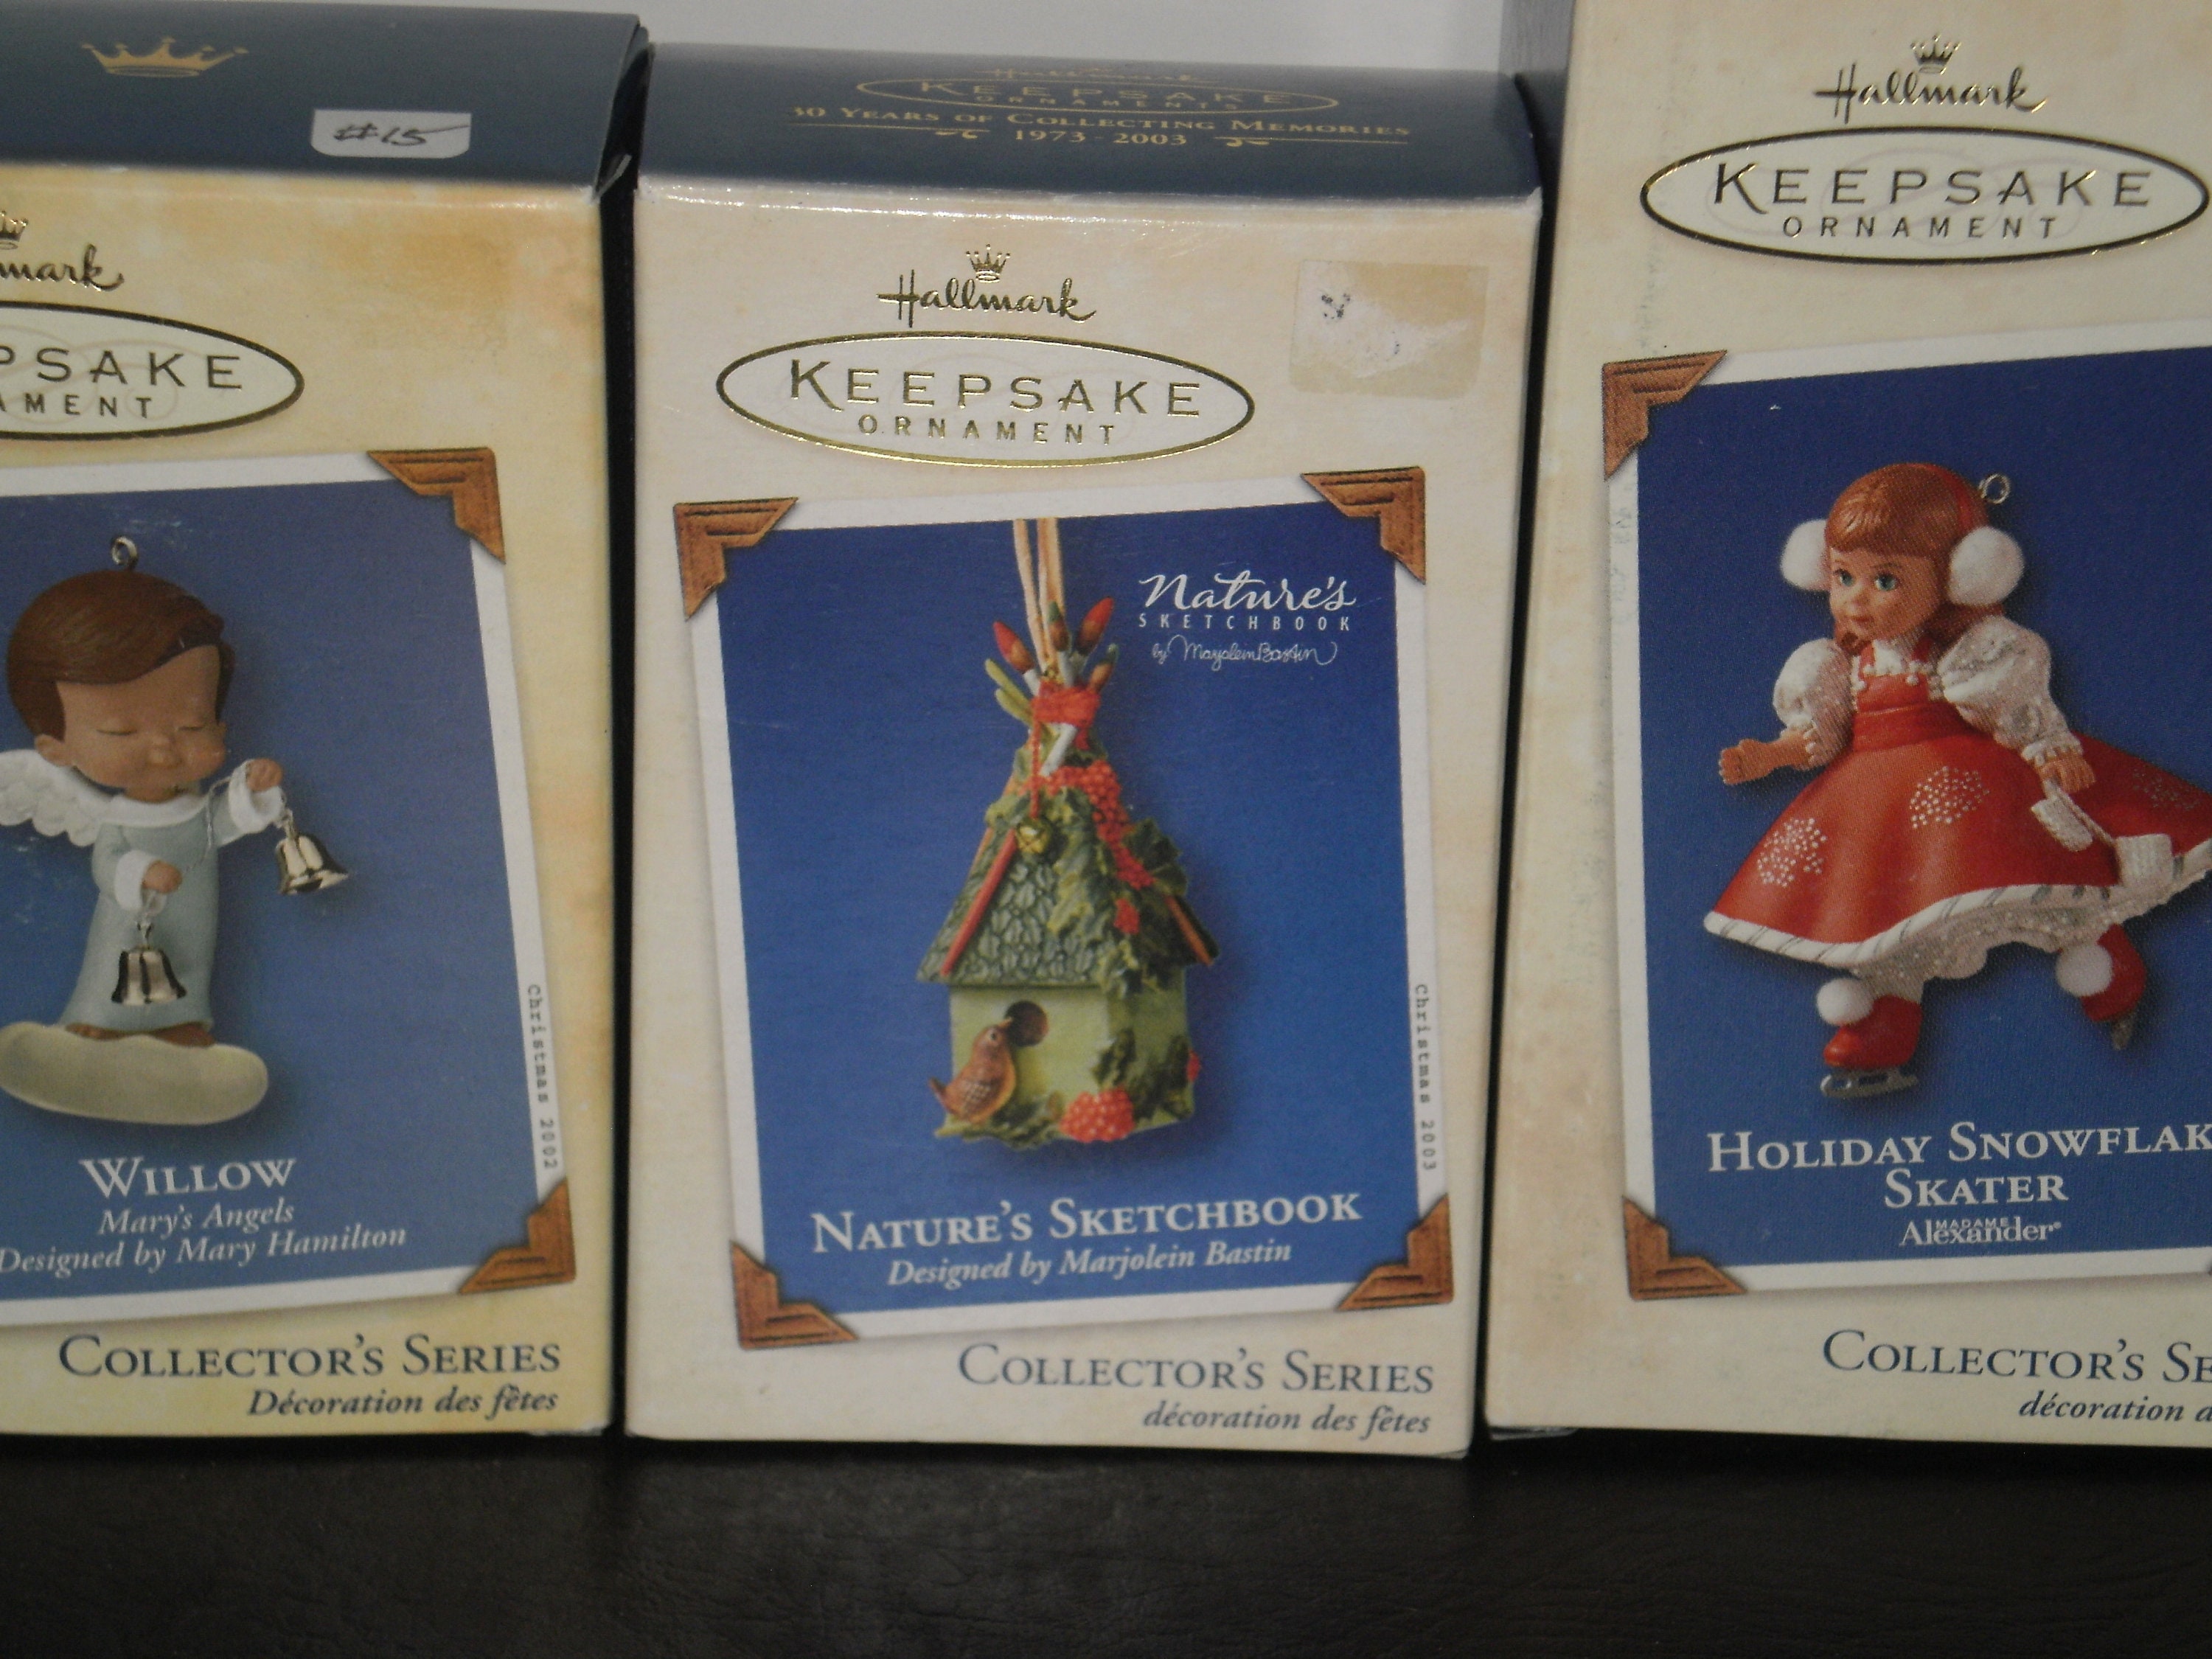 #15
mark
PSAKE
AMENT
Christmas 2002
WILLOW
Mary's Angels
Designed by Mary Hamilton
COLLECTOR'S SERIES
Décoration des fêtes
Hallmark
KEEPSAKE
ORNAMENTS
30 YEARS OF COLLECTING MEMORIES
1973-2003
Hallmark
KEEPSAKE
ORNAMENT
Nature's
SKETCHBOOK
by Marjolein Bastin
Christmas 2003
NATURE'S SKETCHBOOK
Designed by Marjolein Bastin
COLLECTOR'S SERIES
décoration des fêtes
Hallmark
KEEPSAKE
ORNAMENT
HOLIDAY SNOWFLAK
SKATER
MADAME
Alexander®
COLLECTOR'S SE
décoration d